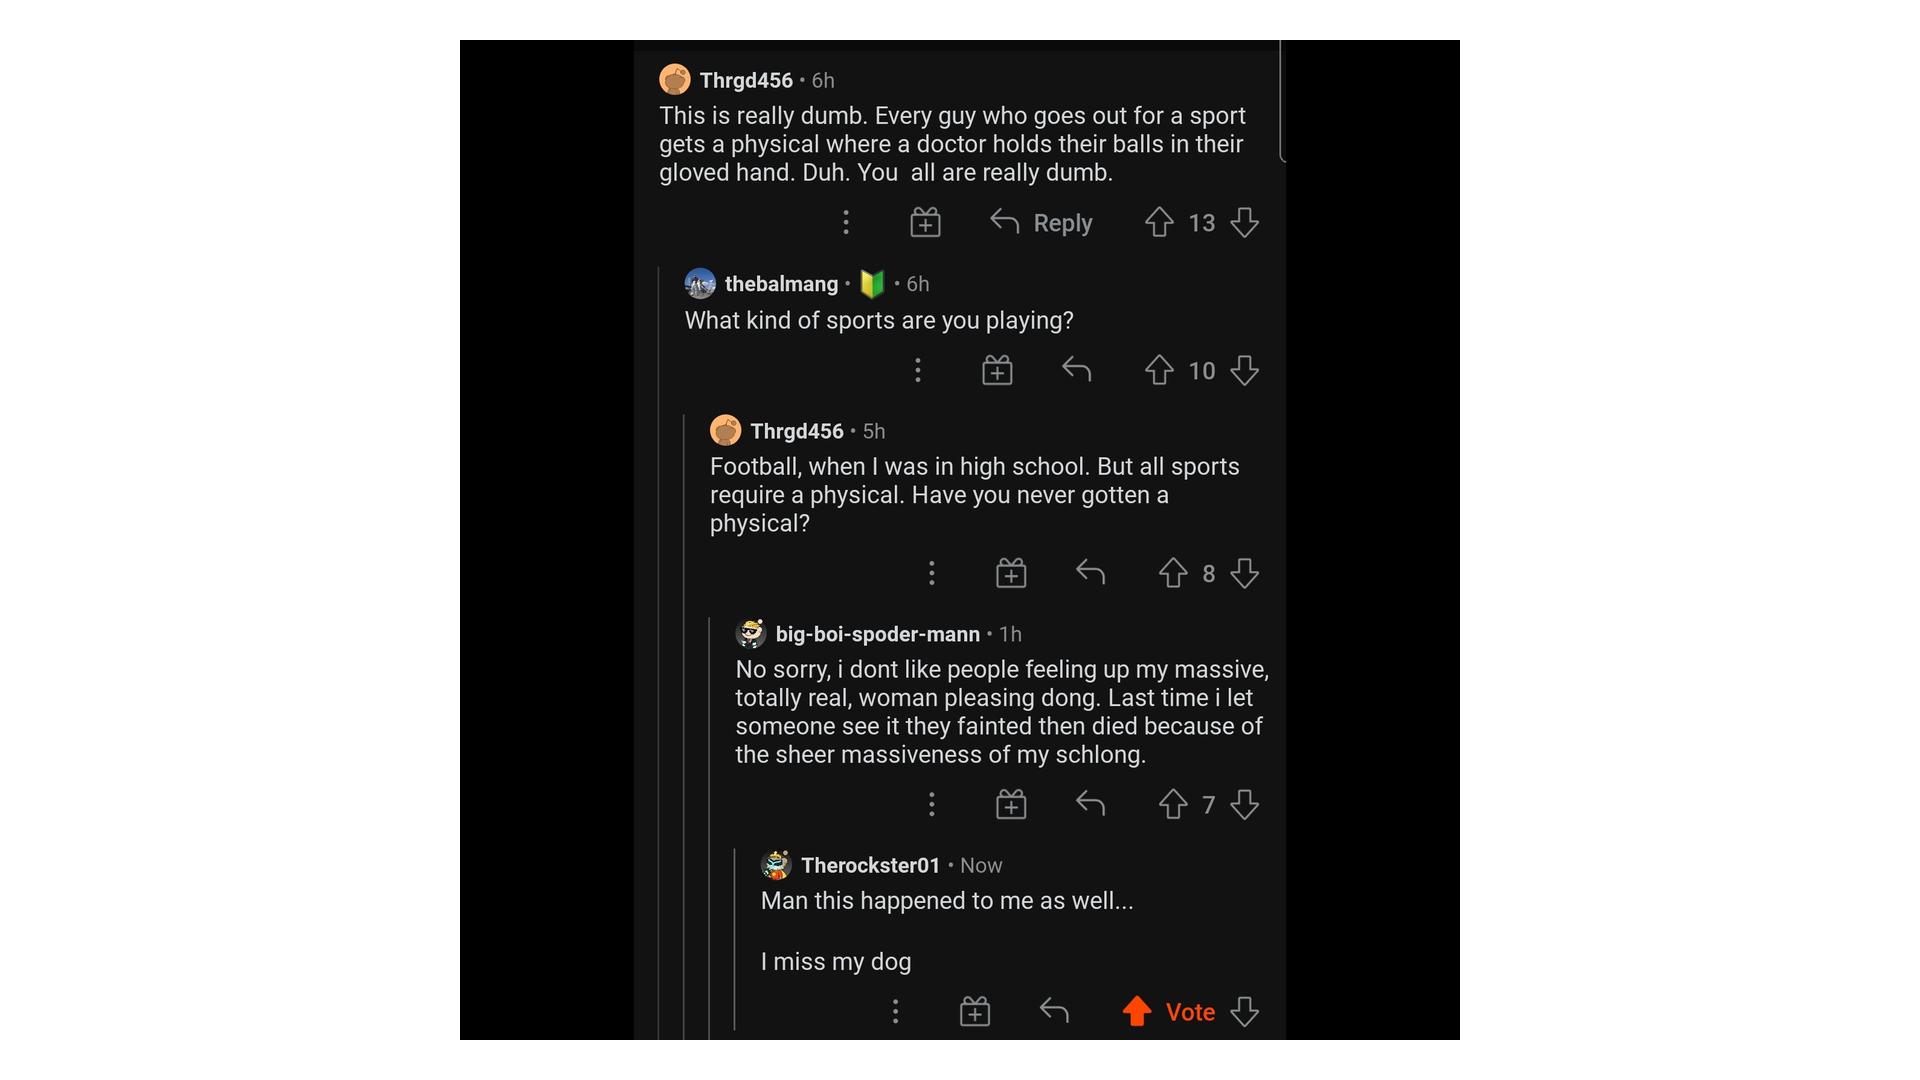 Thrgd456 • 6h
This is really dumb. Every guy who goes out for a sport
gets a physical where a doctor holds their balls in their
gloved hand. Duh. You  all are really dumb.
Reply 13
thebalmang • 🔰 • 6h
What kind of sports are you playing?
10
Thrgd456 • 5h
Football, when I was in high school. But all sports
require a physical. Have you never gotten a
physical?
8
big-boi-spoder-mann • 1h
No sorry, i dont like people feeling up my massive,
totally real, woman pleasing dong. Last time i let
someone see it they fainted then died because of
the sheer massiveness of my schlong.
7
Therockster01 • Now
Man this happened to me as well...
I miss my dog
Vote